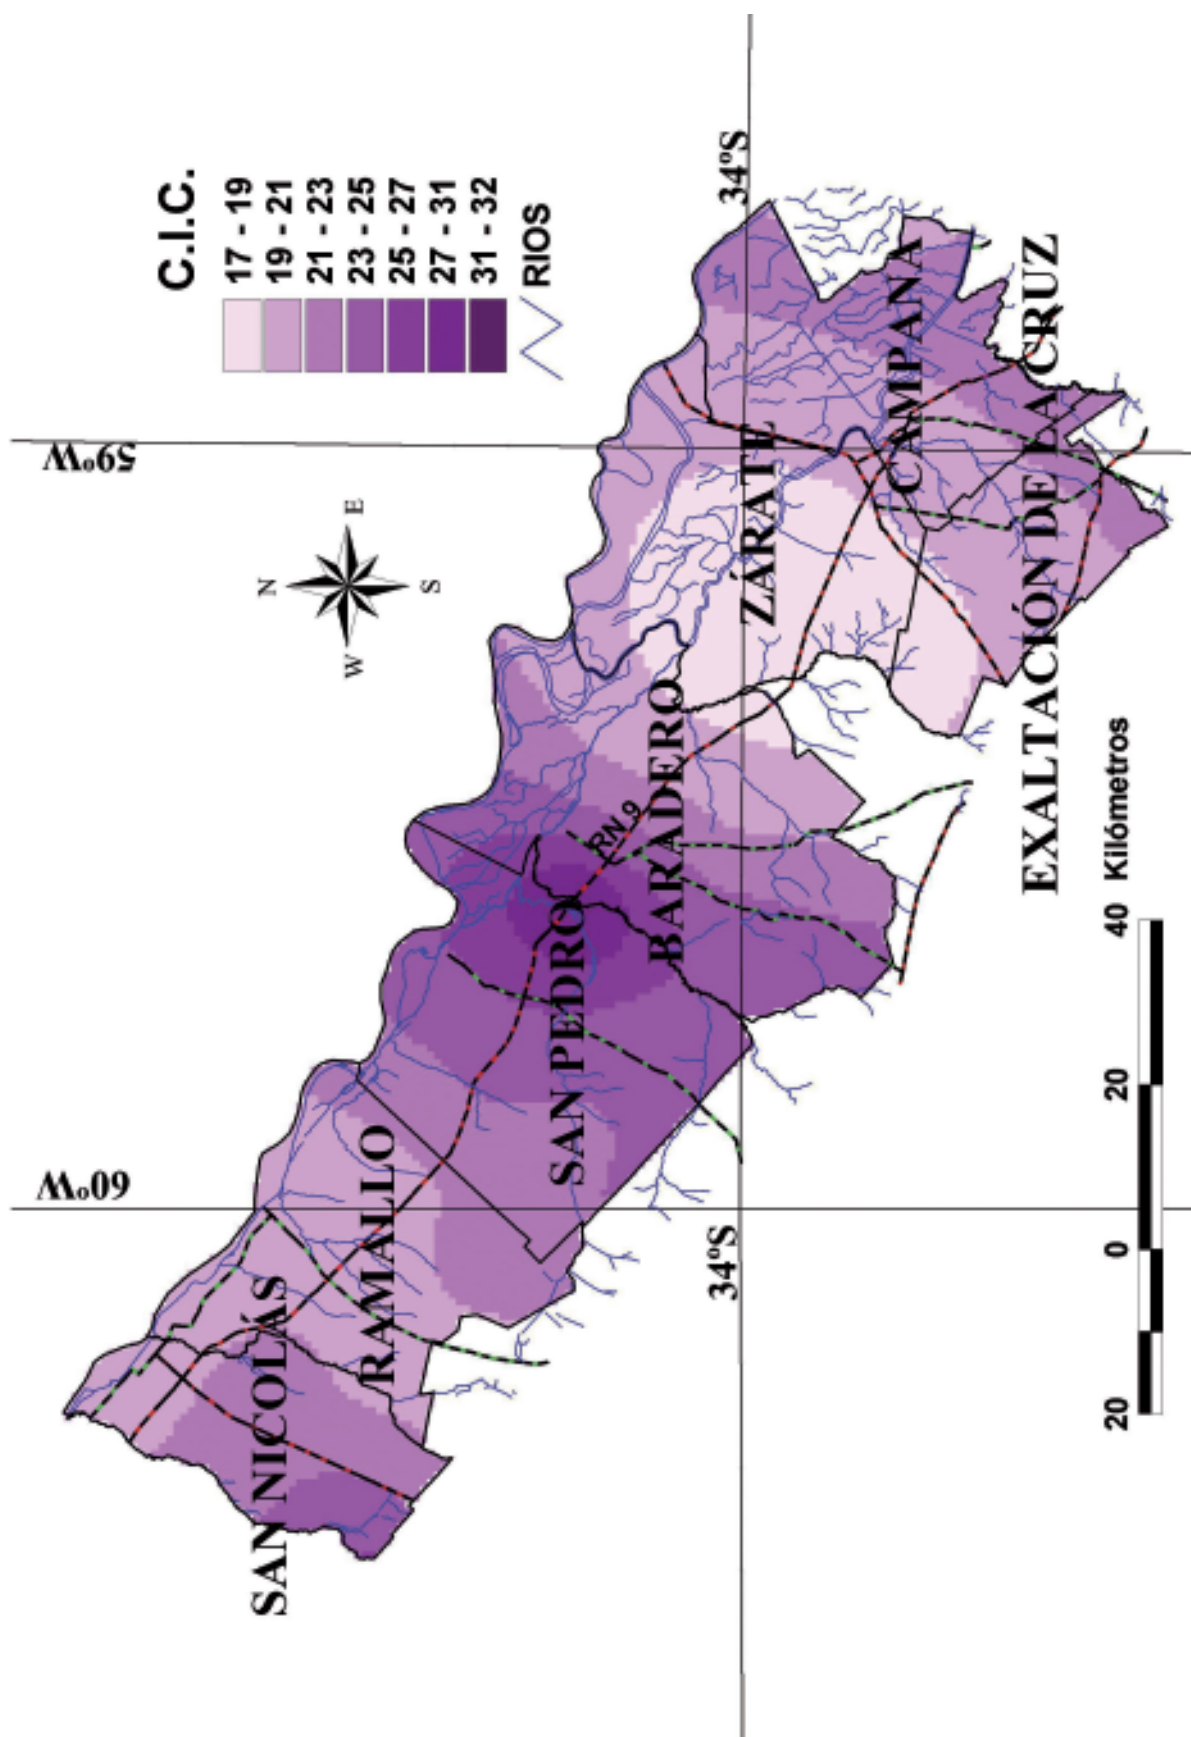 C.I.C.
17 - 19
19 - 21
21 - 23
23 - 25
25 - 27
27 - 31
31 - 32
RIOS
N
W
E
S
60ºW
59ºW
34ºS
34ºS
SAN NICOLÁS
RAMALLO
SAN PEDRO
BARADERO
RN 9
ZÁRATE
CAMPANA
EXALTACIÓN DE LA CRUZ
20
0
20
40 Kilómetros